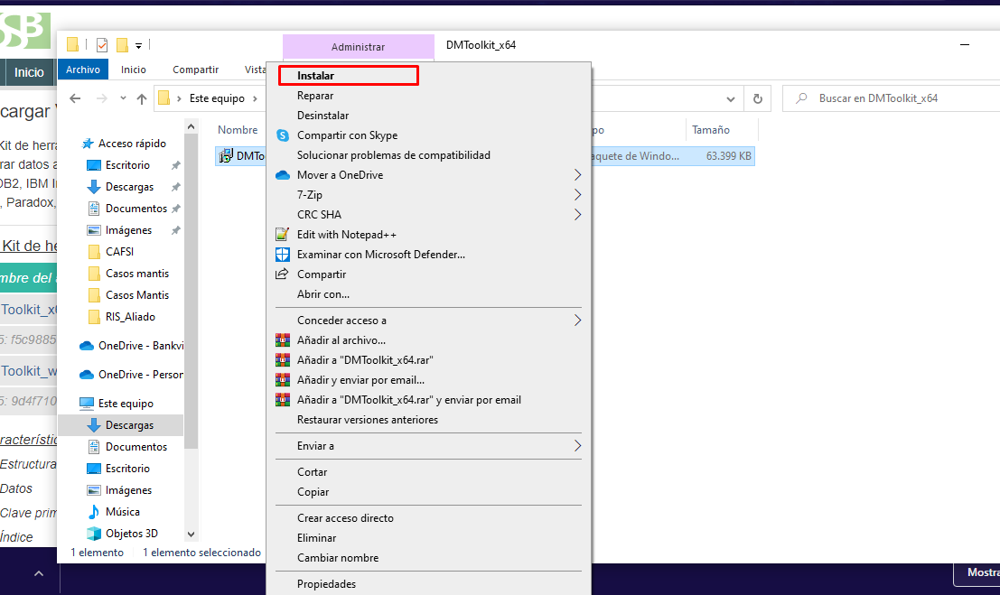 SSB
Inicio
cargar
Kit de herra
rar datos a
DB2, IBM
, Paradox,
Kit de he
mbre del
Toolkit_x6
5: f5c9885
Toolkit_w
5: 9d4f710
racterístic
Estructura
Datos
Clave prim
Índice
Administrar
DMToolkit_x64
Archivo
Inicio
Compartir
Vista
Este equipo
Buscar en DMToolkit_x64
Acceso rápido
Escritorio
Descargas
Documentos
Imágenes
CAFSI
Casos mantis
Casos Mantis
RIS_Aliado
OneDrive - Bankvi
OneDrive - Person
Este equipo
Descargas
Documentos
Escritorio
Imágenes
Música
Objetos 3D
Nombre
po
Tamaño
DMTo
aquete de Windo...
63.399 KB
Instalar
Reparar
Desinstalar
Compartir con Skype
Solucionar problemas de compatibilidad
Mover a OneDrive
7-Zip
CRC SHA
Edit with Notepad++
Examinar con Microsoft Defender...
Compartir
Abrir con...
Conceder acceso a
Añadir al archivo...
Añadir a "DMToolkit_x64.rar"
Añadir y enviar por email...
Añadir a "DMToolkit_x64.rar" y enviar por email
Restaurar versiones anteriores
Enviar a
Cortar
Copiar
Crear acceso directo
Eliminar
Cambiar nombre
Propiedades
1 elemento
1 elemento seleccionado
Mostra